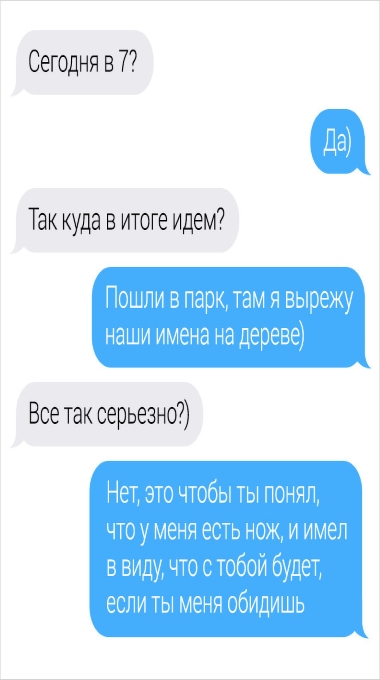 Сегодня в 7?
Да)
Так куда в итоге идем?
Пошли в парк, там я вырежу
наши имена на дереве)
Все так серьезно?)
Нет, это чтобы ты понял,
что у меня есть нож, и имел
в виду, что с тобой будет,
если ты меня обидишь